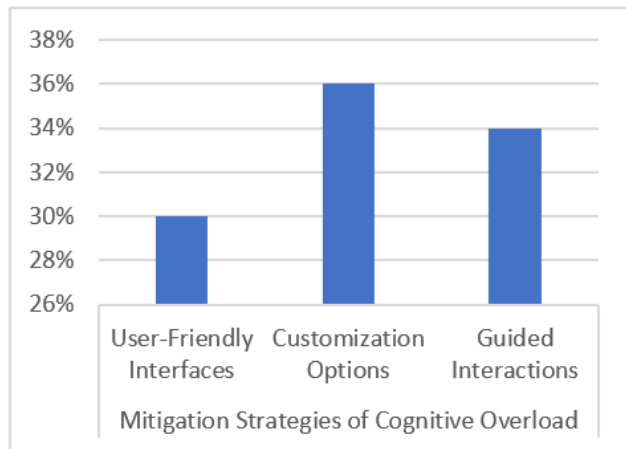 38%
36%
34%
32%
30%
28%
26%
User-Friendly Customization Guided
Interfaces Options Interactions
Mitigation Strategies of Cognitive Overload